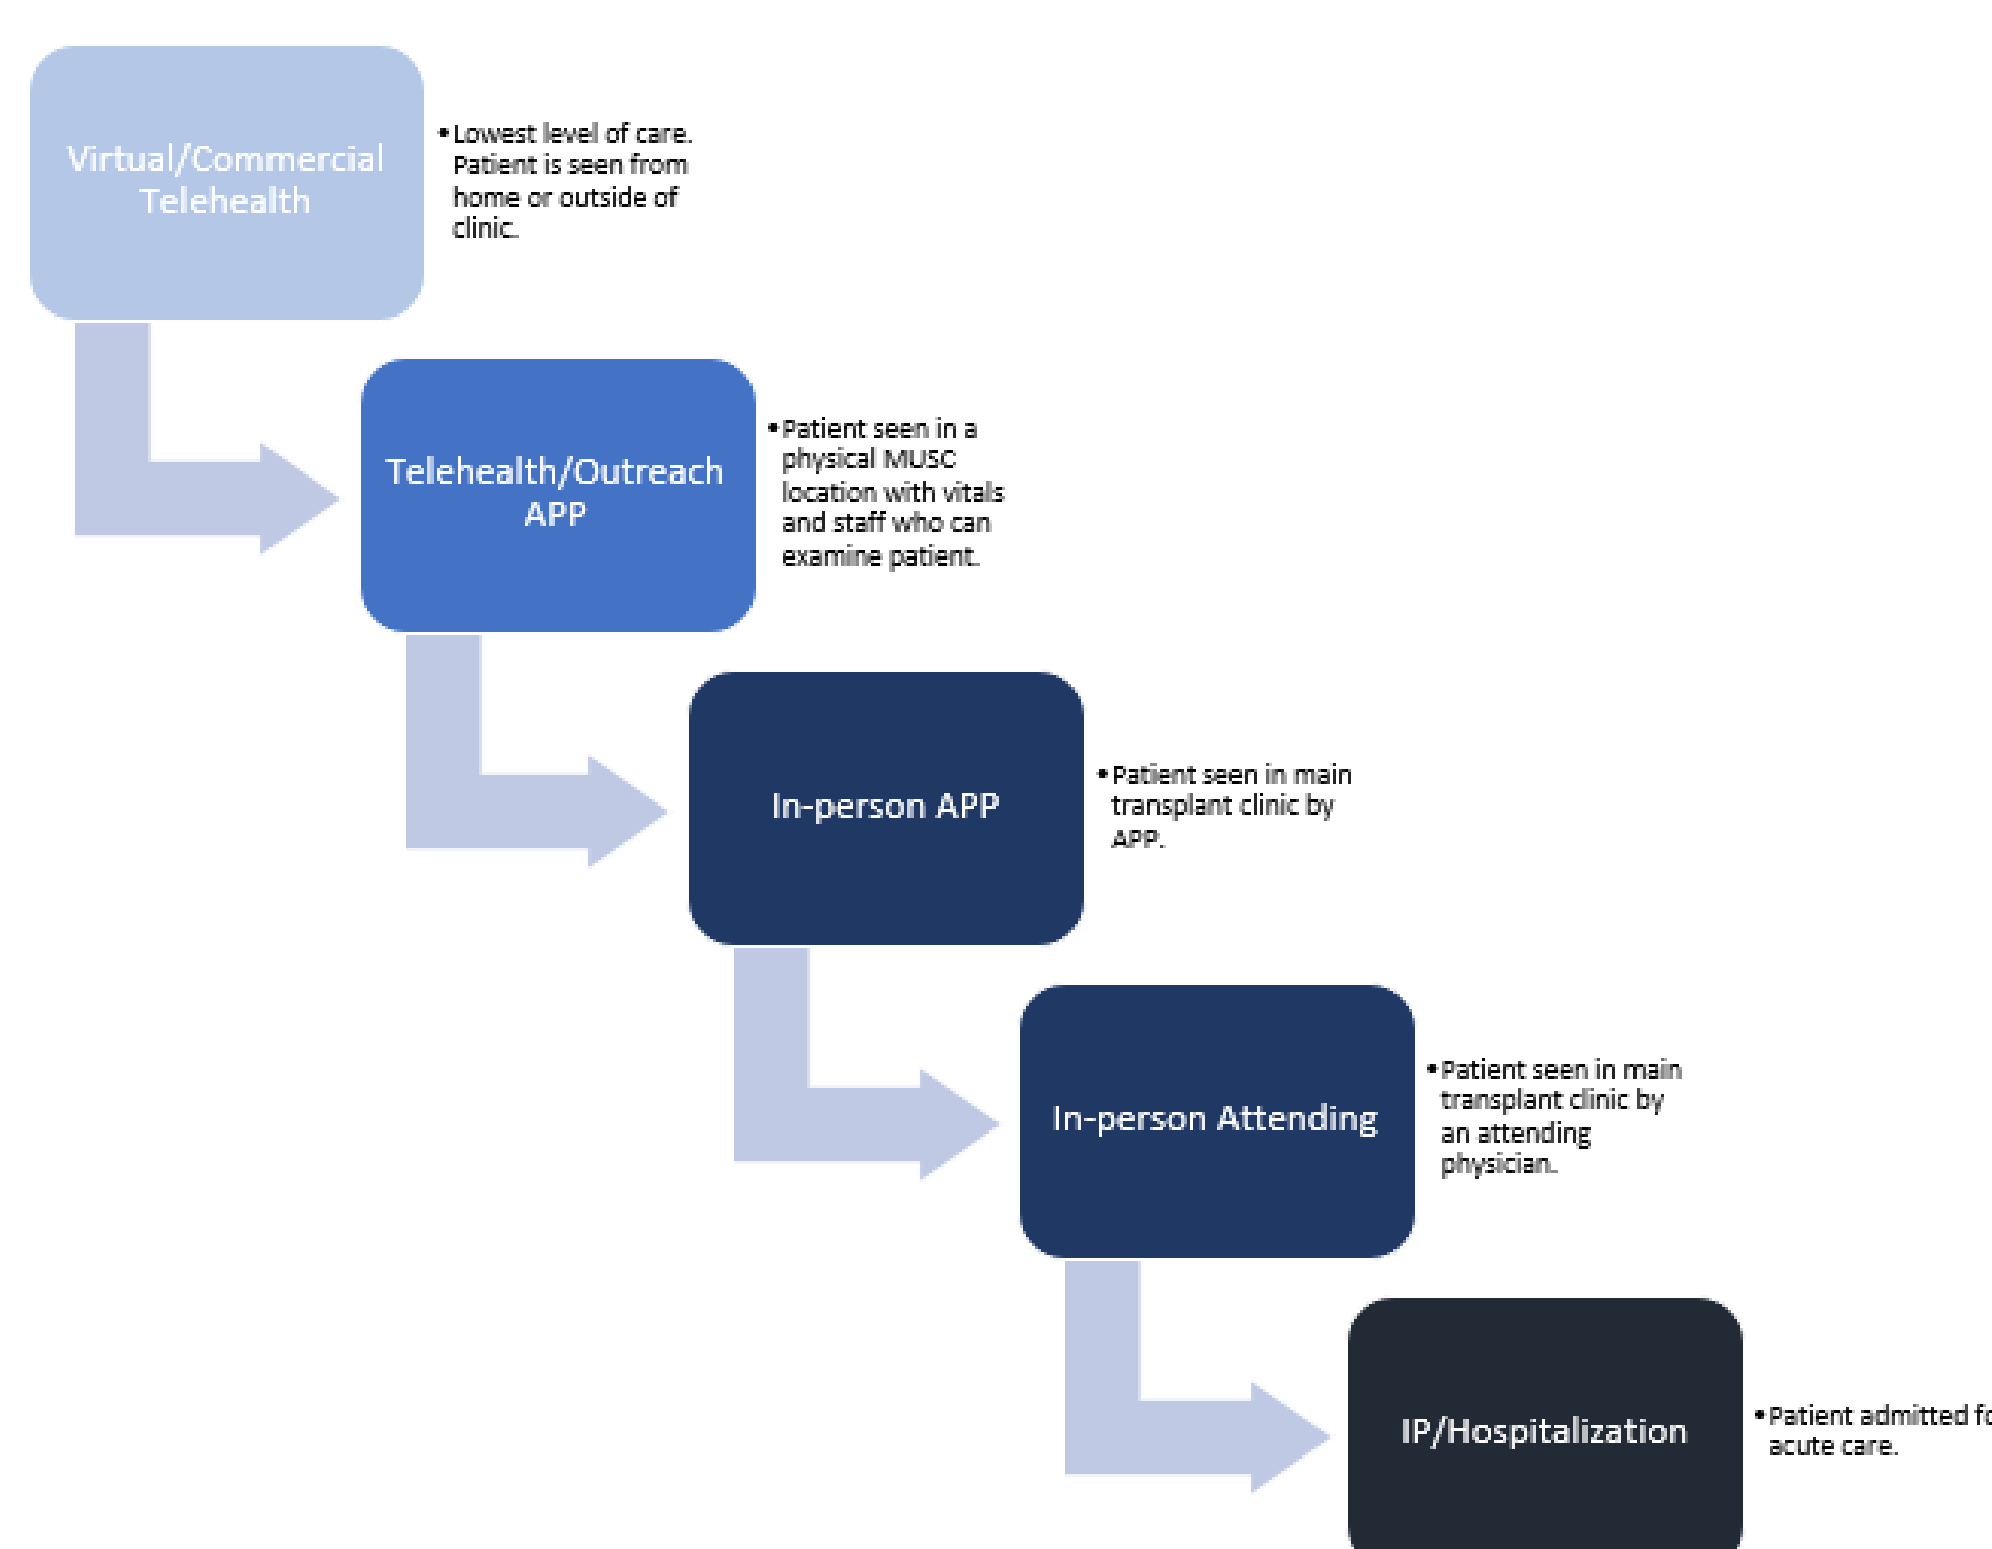 Virtual/Commercial
Telehealth
•Lowest level of care.
Patient is seen from
home or outside of
clinic.
Telehealth/Outreach
APP
•Patient seen in a
physical MUSC
location with vitals
and staff who can
examine patient.
In-person APP
•Patient seen in main
transplant clinic by
APP.
In-person Attending
•Patient seen in main
transplant clinic by
an attending
physician.
IP/Hospitalization
•Patient admitted
acute care.